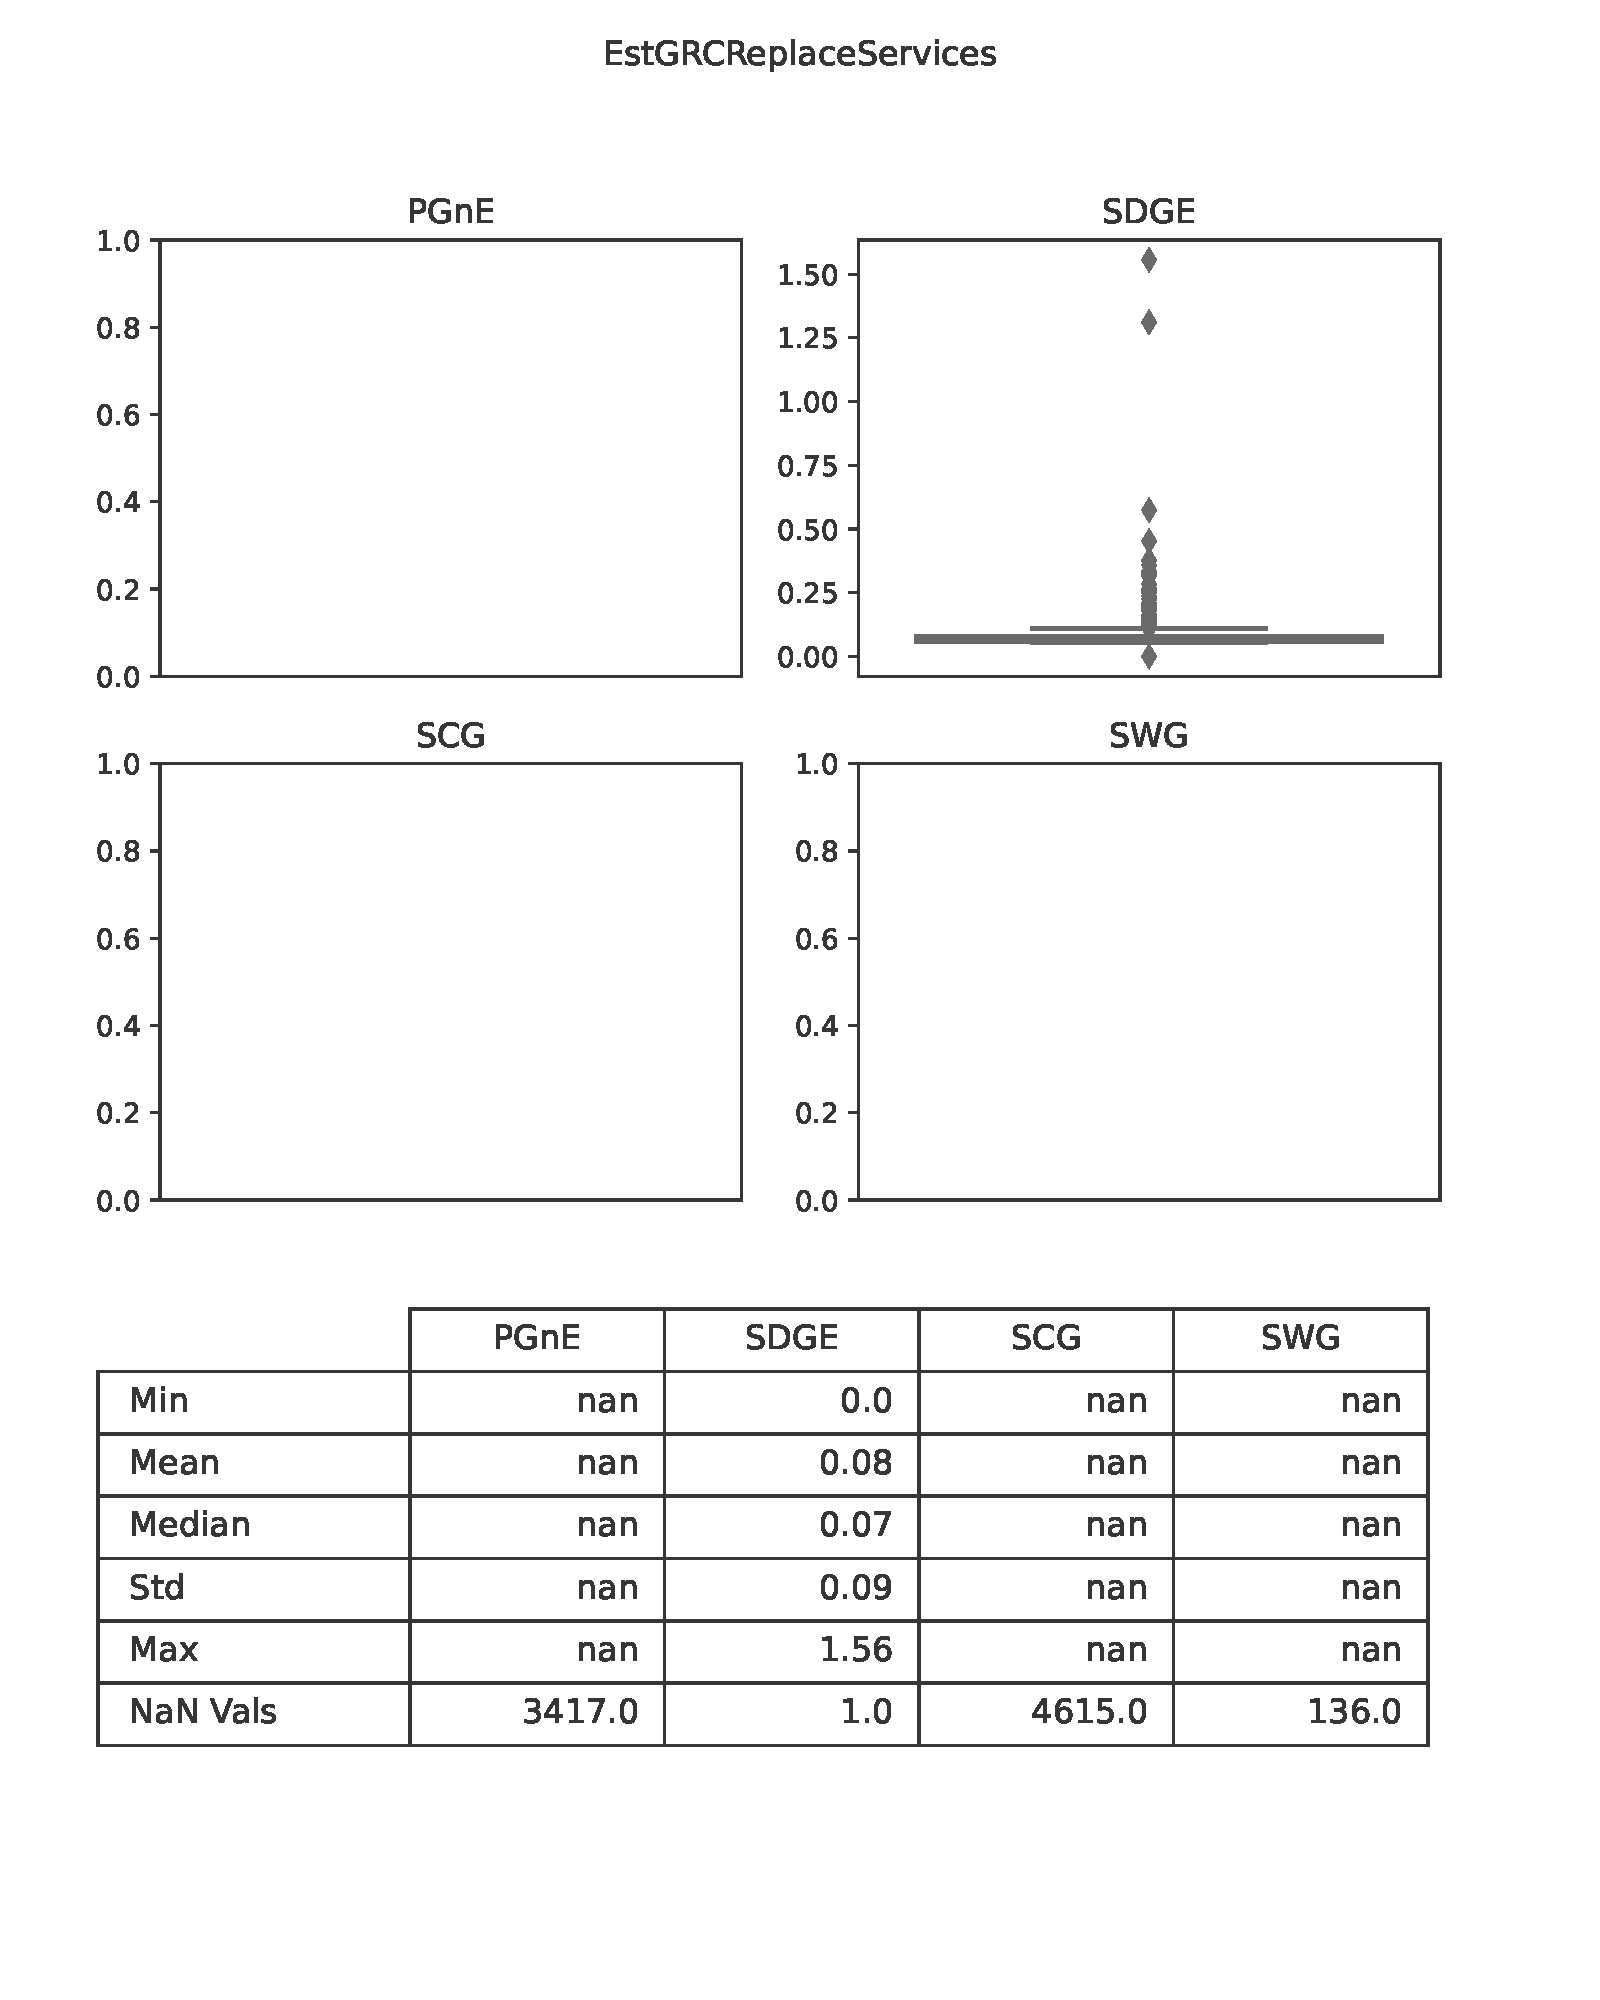 EstGRCReplaceServices
PGnE
1.0
0.8
0.6
0.4
0.2
0.0
SDGE
1.50
1.25
1.00
0.75
0.50
0.25
0.00
SCG
1.0
0.8
0.6
0.4
0.2
0.0
SWG
1.0
0.8
0.6
0.4
0.2
0.0
PGnE SDGE SCG SWG
Min nan 0.0 nan nan
Mean nan 0.08 nan nan
Median nan 0.07 nan nan
Std nan 0.09 nan nan
Max nan 1.56 nan nan
NaN Vals 3417.0 1.0 4615.0 136.0